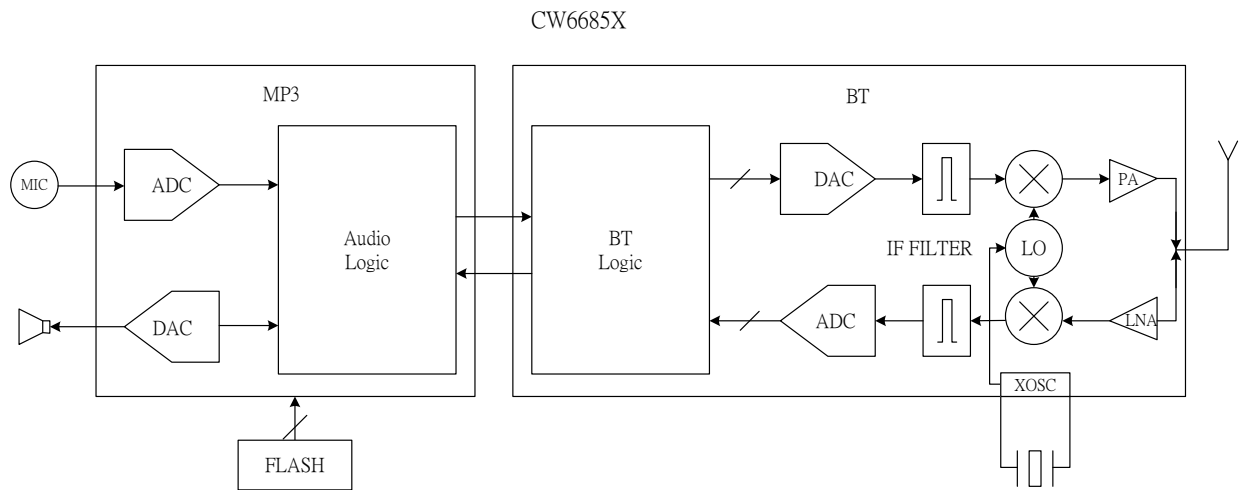 CW6685X
MP3
BT
MIC
ADC
DAC
Audio
Logic
BT
Logic
DAC
ADC
IF FILTER
LO
PA
LNA
XOSC
FLASH